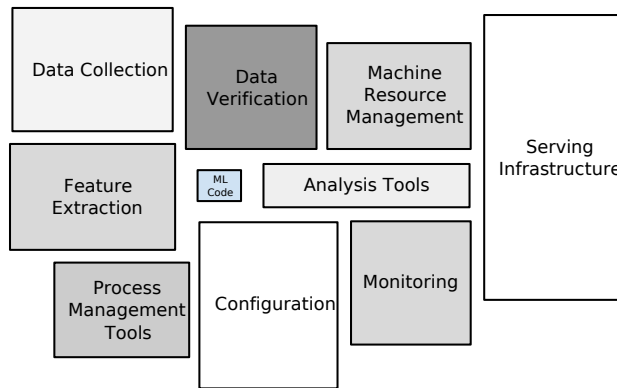 Data Collection
Data
Verification
Machine
Resource
Management
Serving
Infrastructure
Feature
Extraction
ML
Code
Analysis Tools
Process
Management
Tools
Configuration
Monitoring